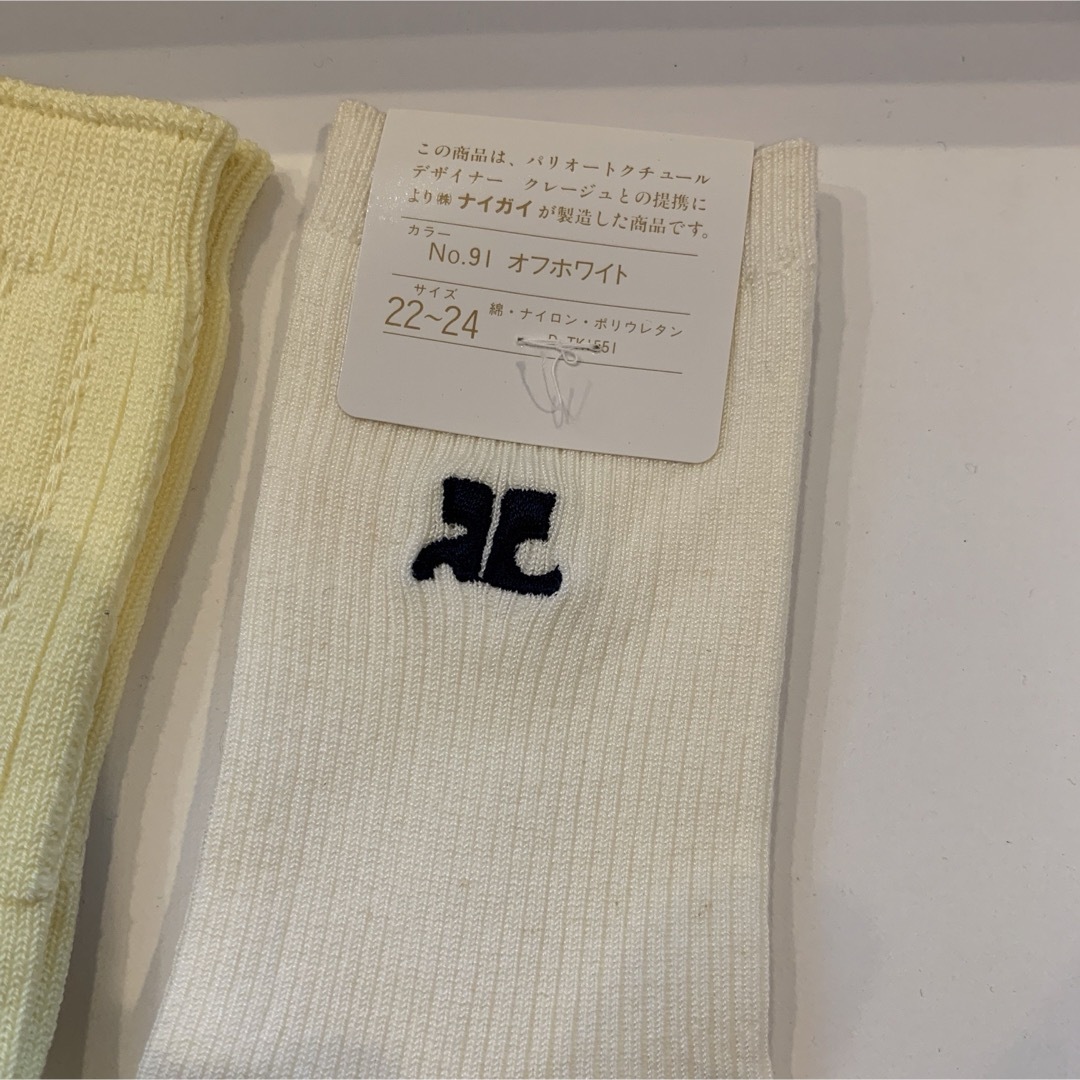 この商品は、パリオートクチュール
デザイナー クレージュとの提携に
より㈱ナイガイが製造した商品です。
カラー
No.91 オフホワイト
サイズ
22~24
綿・ナイロン・ポリウレタン